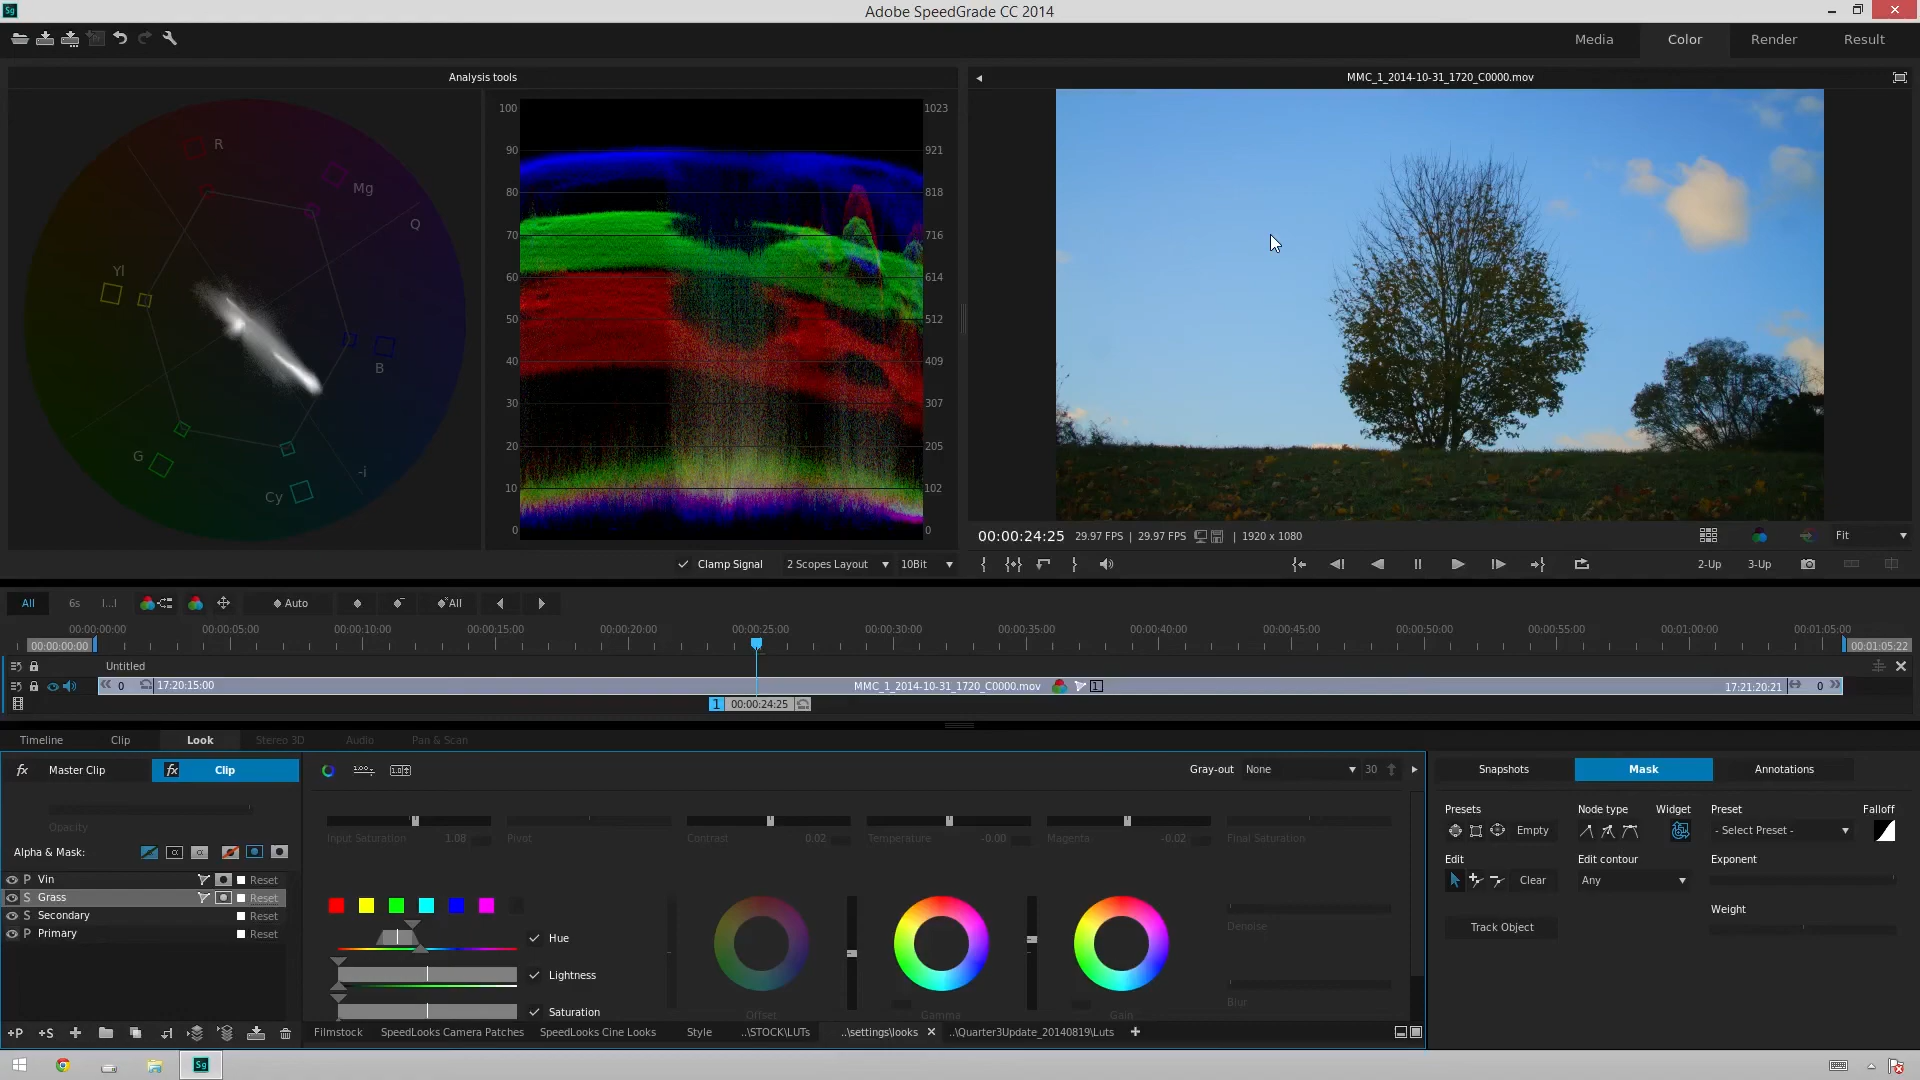 Sg
Adobe SpeedGrade CC 2014
Media
Color
Render
Result
Analysis tools
MMC_1_2014-10-31_1720_C0000.mov
R
Mg
Q
Yl
B
G
-i
Cy
100 1023
90 921
80 818
70 716
60 614
50 512
40 409
30 307
20 205
10 102
0 0
Clamp Signal
2 Scopes Layout
10Bit
00:00:24:25
29.97 FPS | 29.97 FPS
| 1920 x 1080
Fit
2-Up
3-Up
All
6s
I...I
Auto
All
00:00:00:00 00:00:05:00 00:00:10:00 00:00:15:00 00:00:20:00 00:00:25:00 00:00:30:00 00:00:35:00 00:00:40:00 00:00:45:00 00:00:50:00 00:00:55:00 00:01:00:00 00:01:05:00
00:00:00:00
00:01:05:22
Untitled
0
17:20:15:00
MMC_1_2014-10-31_1720_C0000.mov
1
17:21:20:21
0
1
00:00:24:25
Timeline
Clip
Look
Stereo 3D
Audio
Pan & Scan
fx Master Clip
fx Clip
Gray-out
None
30
Snapshots
Mask
Annotations
Opacity
Alpha & Mask:
P Vin Reset
S Grass Reset
S Secondary Reset
P Primary Reset
+P
+S
Input Saturation 1.08
Pivot
Contrast 0.02
Temperature -0.00
Magenta -0.02
Final Saturation
Hue
Lightness
Saturation
Offset
Gamma
Gain
Denoise
Blur
Filmstock
SpeedLooks Camera Patches
SpeedLooks Cine Looks
Style
..\STOCK\LUTs
..\settings\looks
..\Quarter3Update_20140819\Luts
Presets
Node type
Widget
Preset
Falloff
Empty
- Select Preset -
Edit
Edit contour
Exponent
Clear
Any
Weight
Track Object
Sg